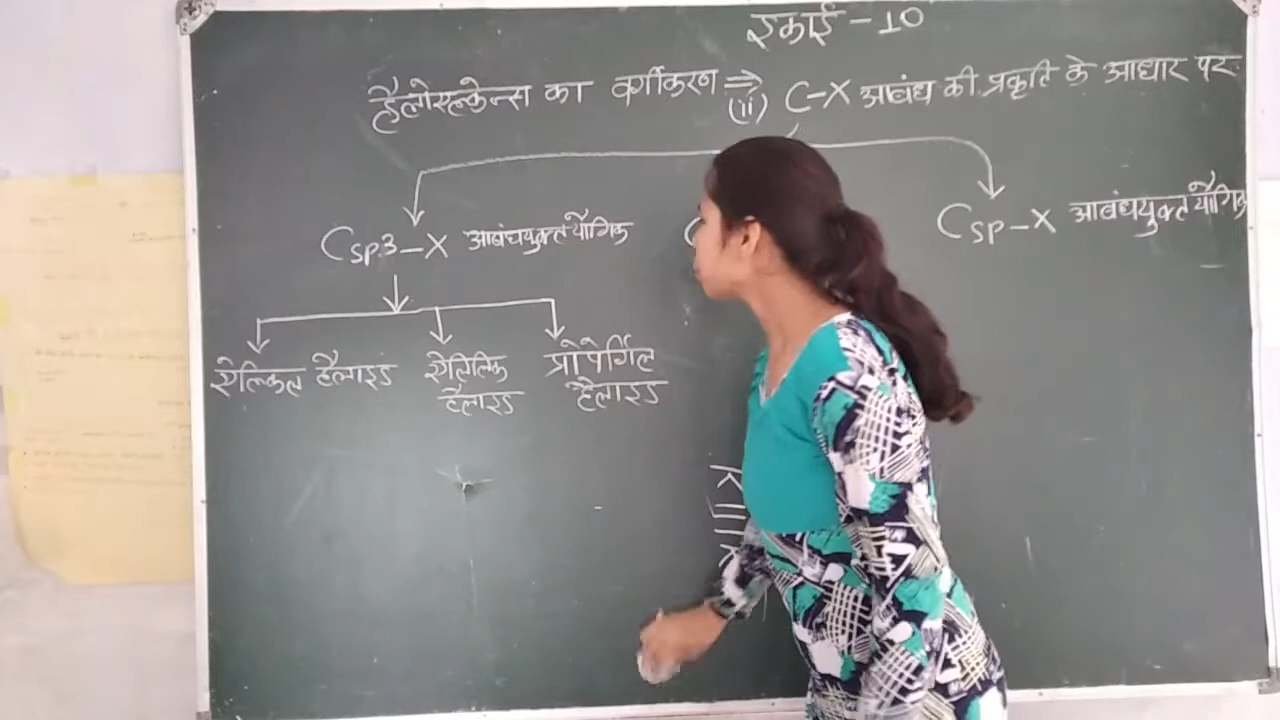 इकाई - 10
हैलोएल्केन्स का वर्गीकरण ⇒ (ii) C-X आबंध की प्रकृति के आधार पर
Csp3-X आबंधयुक्त यौगिक
Csp-X आबंधयुक्त यौगिक
ऐल्किल हैलाइड
ऐलिलिक हैलाइड
प्रोपेर्गिल हैलाइड